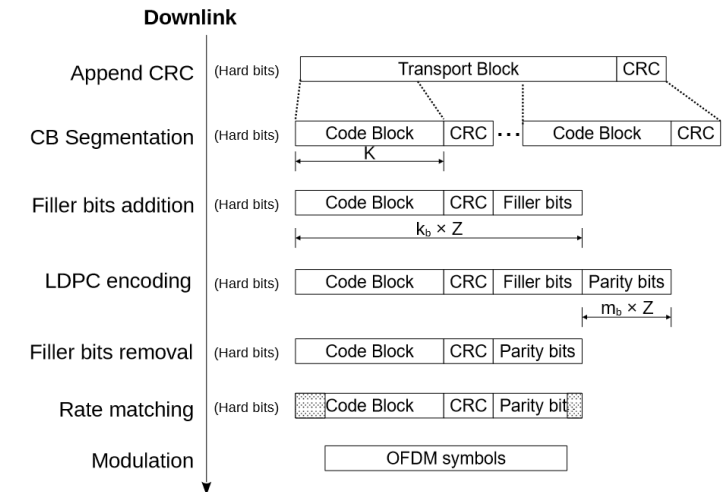 Downlink
Append CRC (Hard bits) Transport Block CRC
CB Segmentation (Hard bits) Code Block CRC ... Code Block CRC
K
Filler bits addition (Hard bits) Code Block CRC Filler bits
k_b × Z
LDPC encoding (Hard bits) Code Block CRC Filler bits Parity bits
m_b × Z
Filler bits removal (Hard bits) Code Block CRC Parity bits
Rate matching (Hard bits) Code Block CRC Parity bit
Modulation OFDM symbols